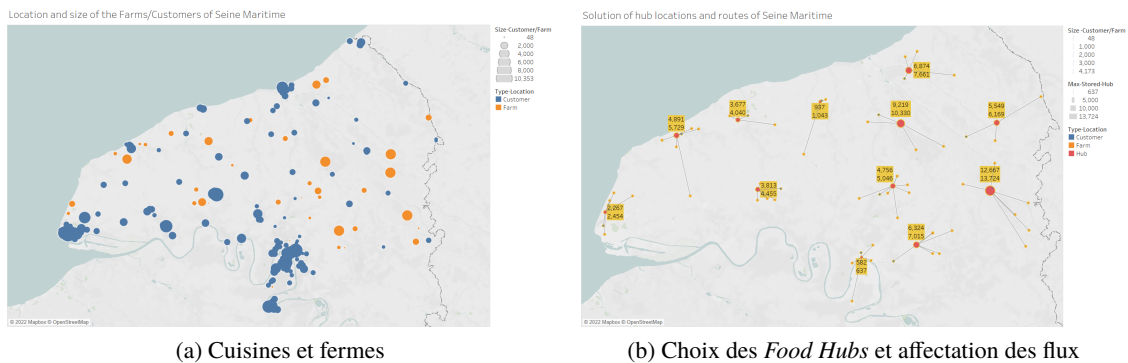 Location and size of the Farms/Customers of Seine Maritime
Size-Customer/Farm
48
2,000
4,000
6,000
8,000
10,353
Type-Location
Customer
Farm
© 2022 Mapbox © OpenStreetMap
(a) Cuisines et fermes
Solution of hub locations and routes of Seine Maritime
Size-Customer/Farm
48
1,000
2,000
3,000
4,173
Max-Stored-Hub
637
5,000
10,000
13,724
Type-Location
Customer
Farm
Hub
6,874
7,661
3,677
4,040
937
1,043
9,219
10,330
5,549
6,169
4,891
5,729
4,756
5,046
12,667
13,724
3,813
4,455
2,267
2,454
6,324
7,015
582
637
© 2022 Mapbox © OpenStreetMap
(b) Choix des Food Hubs et affectation des flux